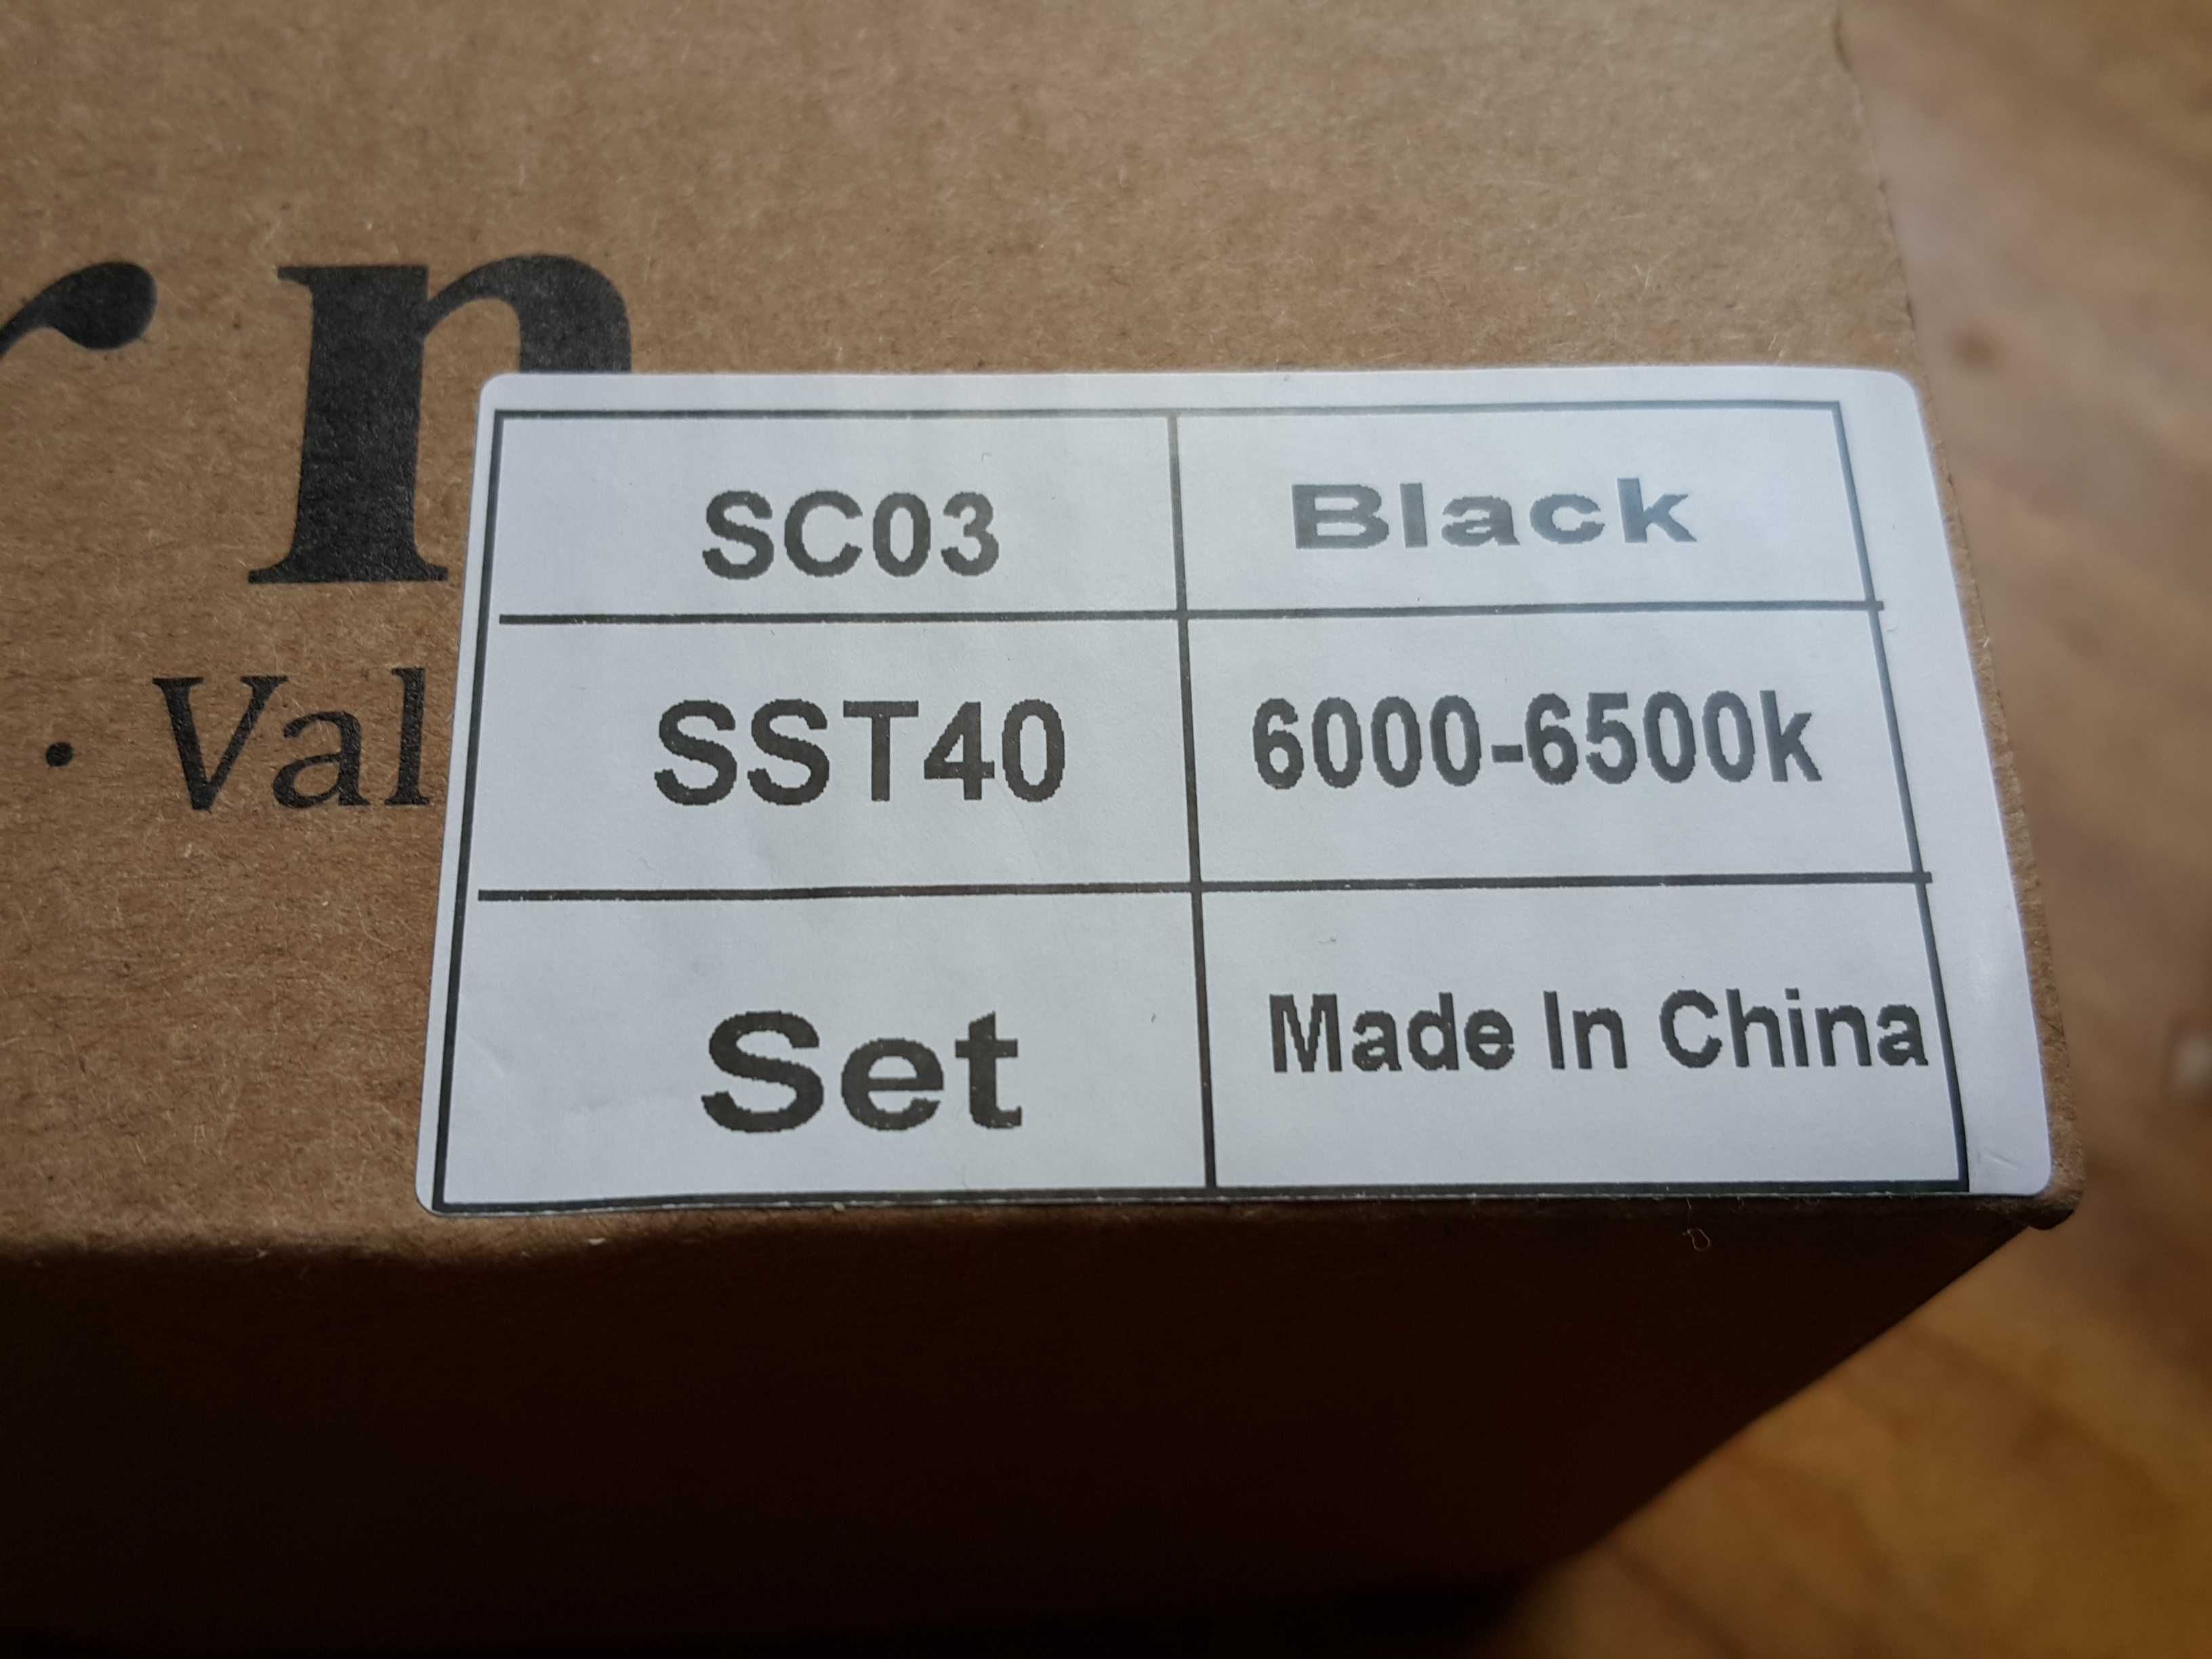 rn
· Val
SC03 Black
SST40 6000-6500k
Set Made In China